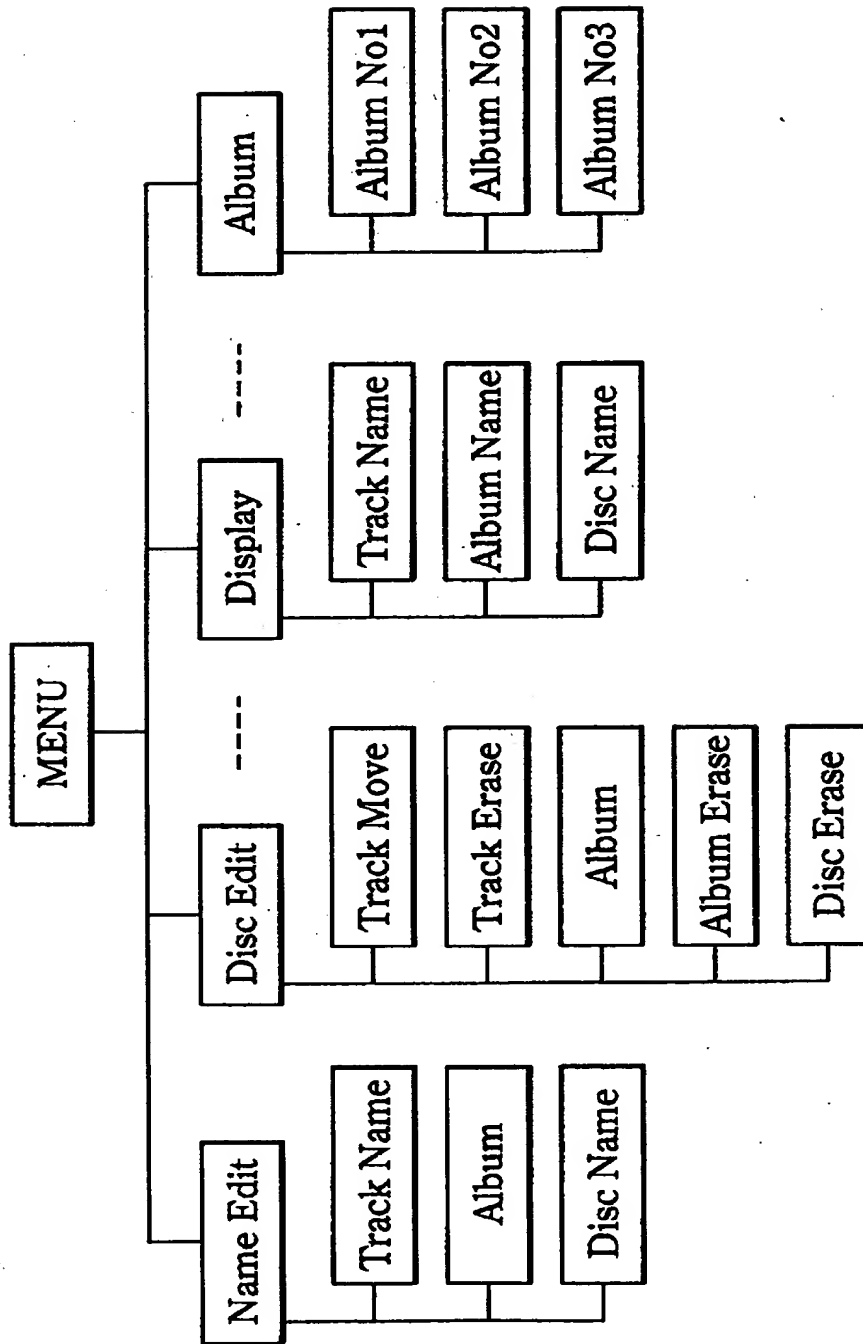 MENU
Name Edit
Track Name
Album
Disc Name
Disc Edit
Track Move
Track Erase
Album
Album Erase
Disc Erase
Display
Track Name
Album Name
Disc Name
Album
Album No1
Album No2
Album No3